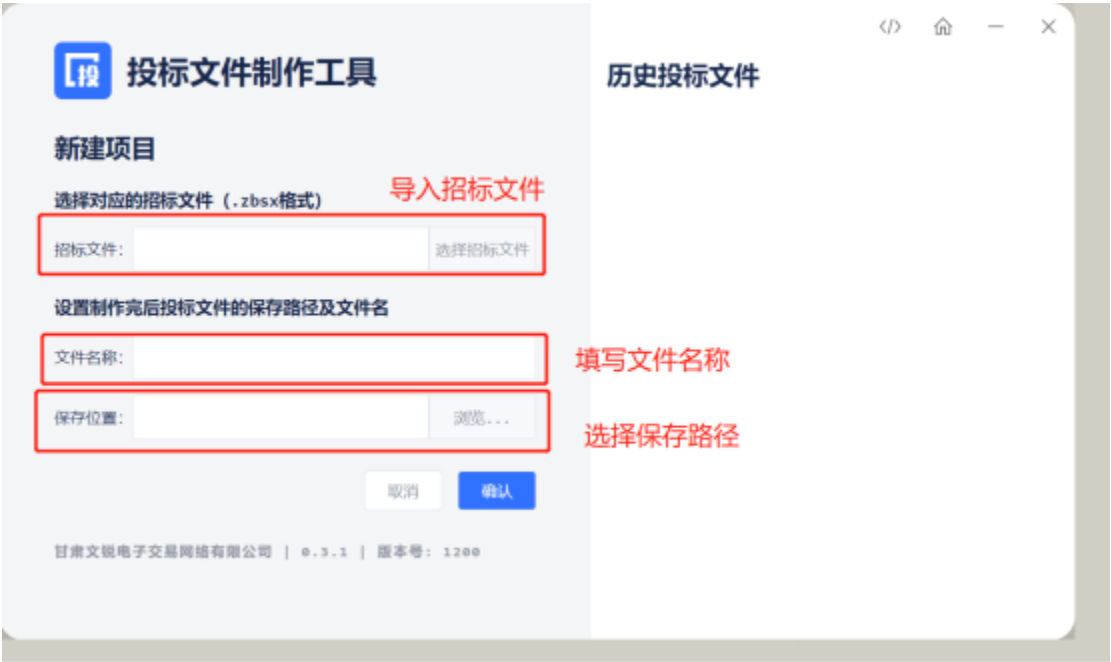 投 投标文件制作工具
历史投标文件
新建项目
选择对应的招标文件（.zbsx格式）
导入招标文件
招标文件: 选择招标文件
设置制作完后投标文件的保存路径及文件名
文件名称:
填写文件名称
保存位置: 浏览...
选择保存路径
取消 确认
甘肃文锐电子交易网络有限公司 | 0.3.1 | 版本号: 1200